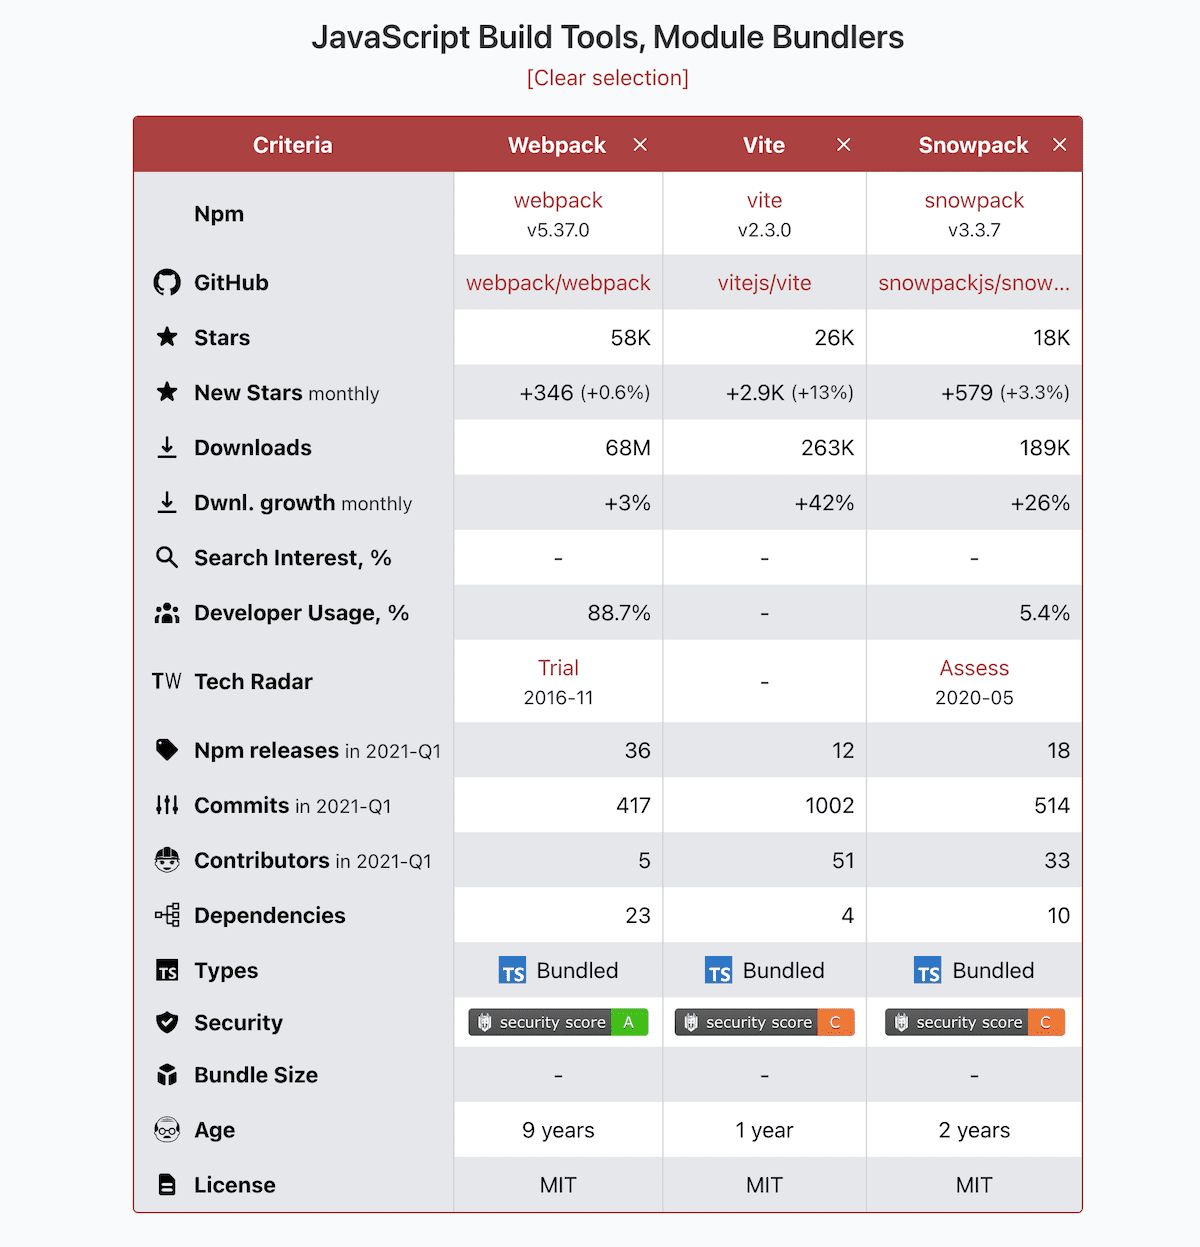 JavaScript Build Tools, Module Bundlers
[Clear selection]
Criteria Webpack × Vite × Snowpack ×
Npm webpack v5.37.0 vite v2.3.0 snowpack v3.3.7
GitHub webpack/webpack vitejs/vite snowpackjs/snow...
Stars 58K 26K 18K
New Stars monthly +346 (+0.6%) +2.9K (+13%) +579 (+3.3%)
Downloads 68M 263K 189K
Dwnl. growth monthly +3% +42% +26%
Search Interest, % - - -
Developer Usage, % 88.7% - 5.4%
TW Tech Radar Trial 2016-11 - Assess 2020-05
Npm releases in 2021-Q1 36 12 18
Commits in 2021-Q1 417 1002 514
Contributors in 2021-Q1 5 51 33
Dependencies 23 4 10
TS Types TS Bundled TS Bundled TS Bundled
Security security score A security score C security score C
Bundle Size - - -
Age 9 years 1 year 2 years
License MIT MIT MIT